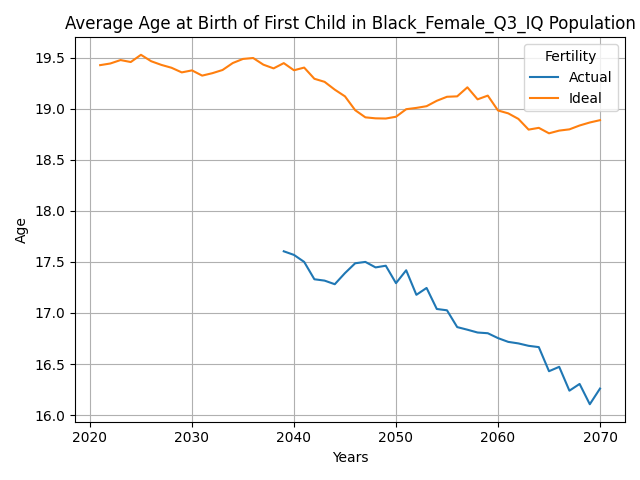 Average Age at Birth of First Child in Black_Female_Q3_IQ Population
Fertility
Actual
Ideal
Age
19.5
19.0
18.5
18.0
17.5
17.0
16.5
16.0
2020 2030 2040 2050 2060 2070
Years